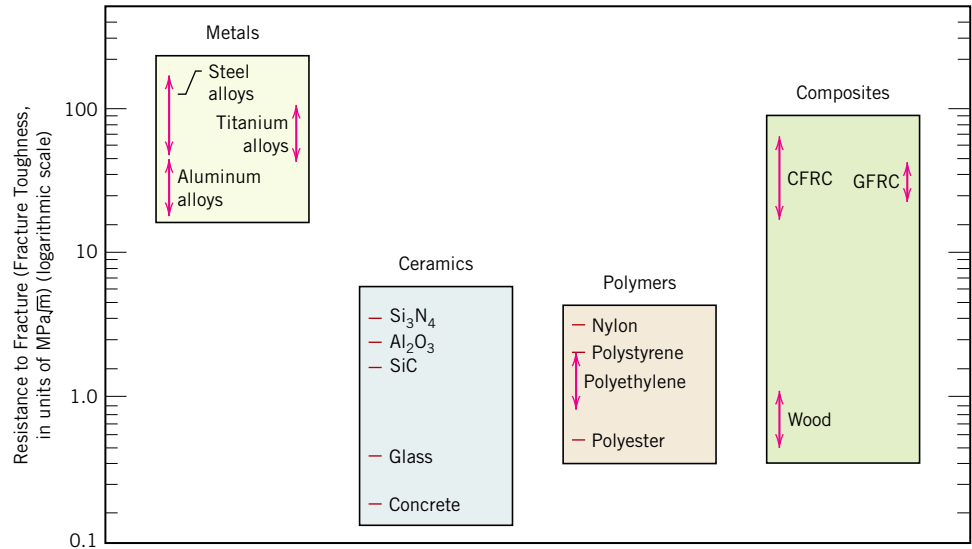 Resistance to Fracture (Fracture Toughness,
in units of MPa√m) (logarithmic scale)
100
10
1.0
0.1
Metals
Steel
alloys
Titanium
alloys
Aluminum
alloys
Ceramics
Si₃N₄
Al₂O₃
SiC
Glass
Concrete
Polymers
Nylon
Polystyrene
Polyethylene
Polyester
Composites
CFRC
GFRC
Wood